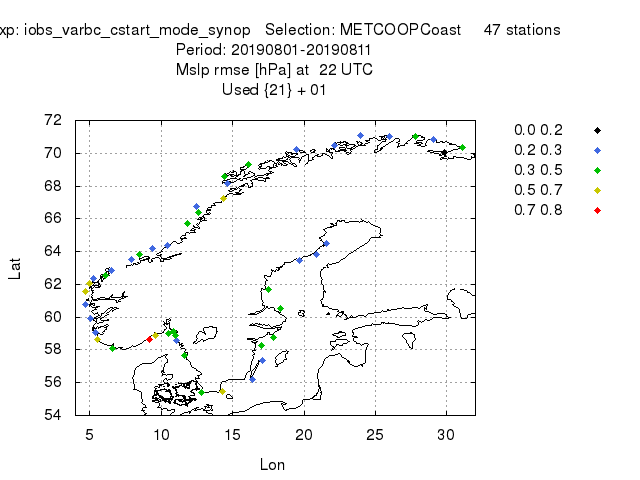 xp: iobs_varbc_cstart_mode_synop Selection: METCOOPCoast 47 stations
Period: 20190801-20190811
Mslp rmse [hPa] at 22 UTC
Used {21} + 01
72
70
68
66
64
62
60
58
56
54
Lat
5 10 15 20 25 30
Lon
0.0 0.2
0.2 0.3
0.3 0.5
0.5 0.7
0.7 0.8